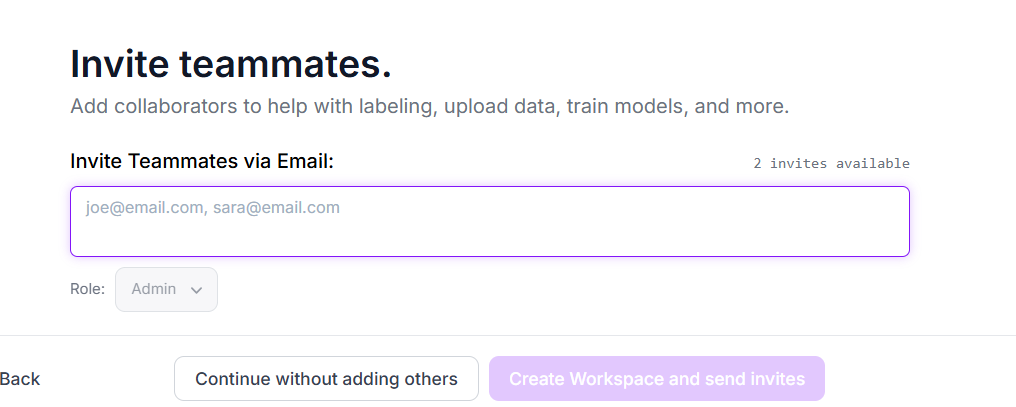 Invite teammates.
Add collaborators to help with labeling, upload data, train models, and more.
Invite Teammates via Email: 2 invites available
joe@email.com, sara@email.com
Role: Admin
Back Continue without adding others Create Workspace and send invites